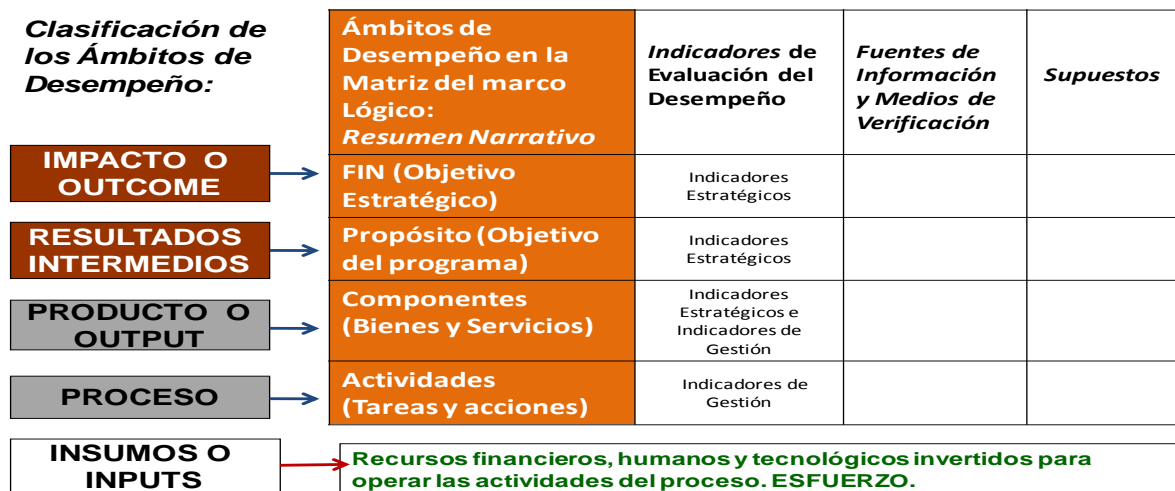 Clasificación de
los Ámbitos de
Desempeño:
Ámbitos de
Desempeño en la
Matriz del marco
Lógico:
Resumen Narrativo
Indicadores de
Evaluación del
Desempeño
Fuentes de
Información
y Medios de
Verificación
Supuestos
IMPACTO O
OUTCOME
FIN (Objetivo
Estratégico)
Indicadores
Estratégicos
RESULTADOS
INTERMEDIOS
Propósito (Objetivo
del programa)
Indicadores
Estratégicos
PRODUCTO O
OUTPUT
Componentes
(Bienes y Servicios)
Indicadores
Estratégicos e
Indicadores de
Gestión
PROCESO
Actividades
(Tareas y acciones)
Indicadores de
Gestión
INSUMOS O
INPUTS
Recursos financieros, humanos y tecnológicos invertidos para
operar las actividades del proceso. ESFUERZO.